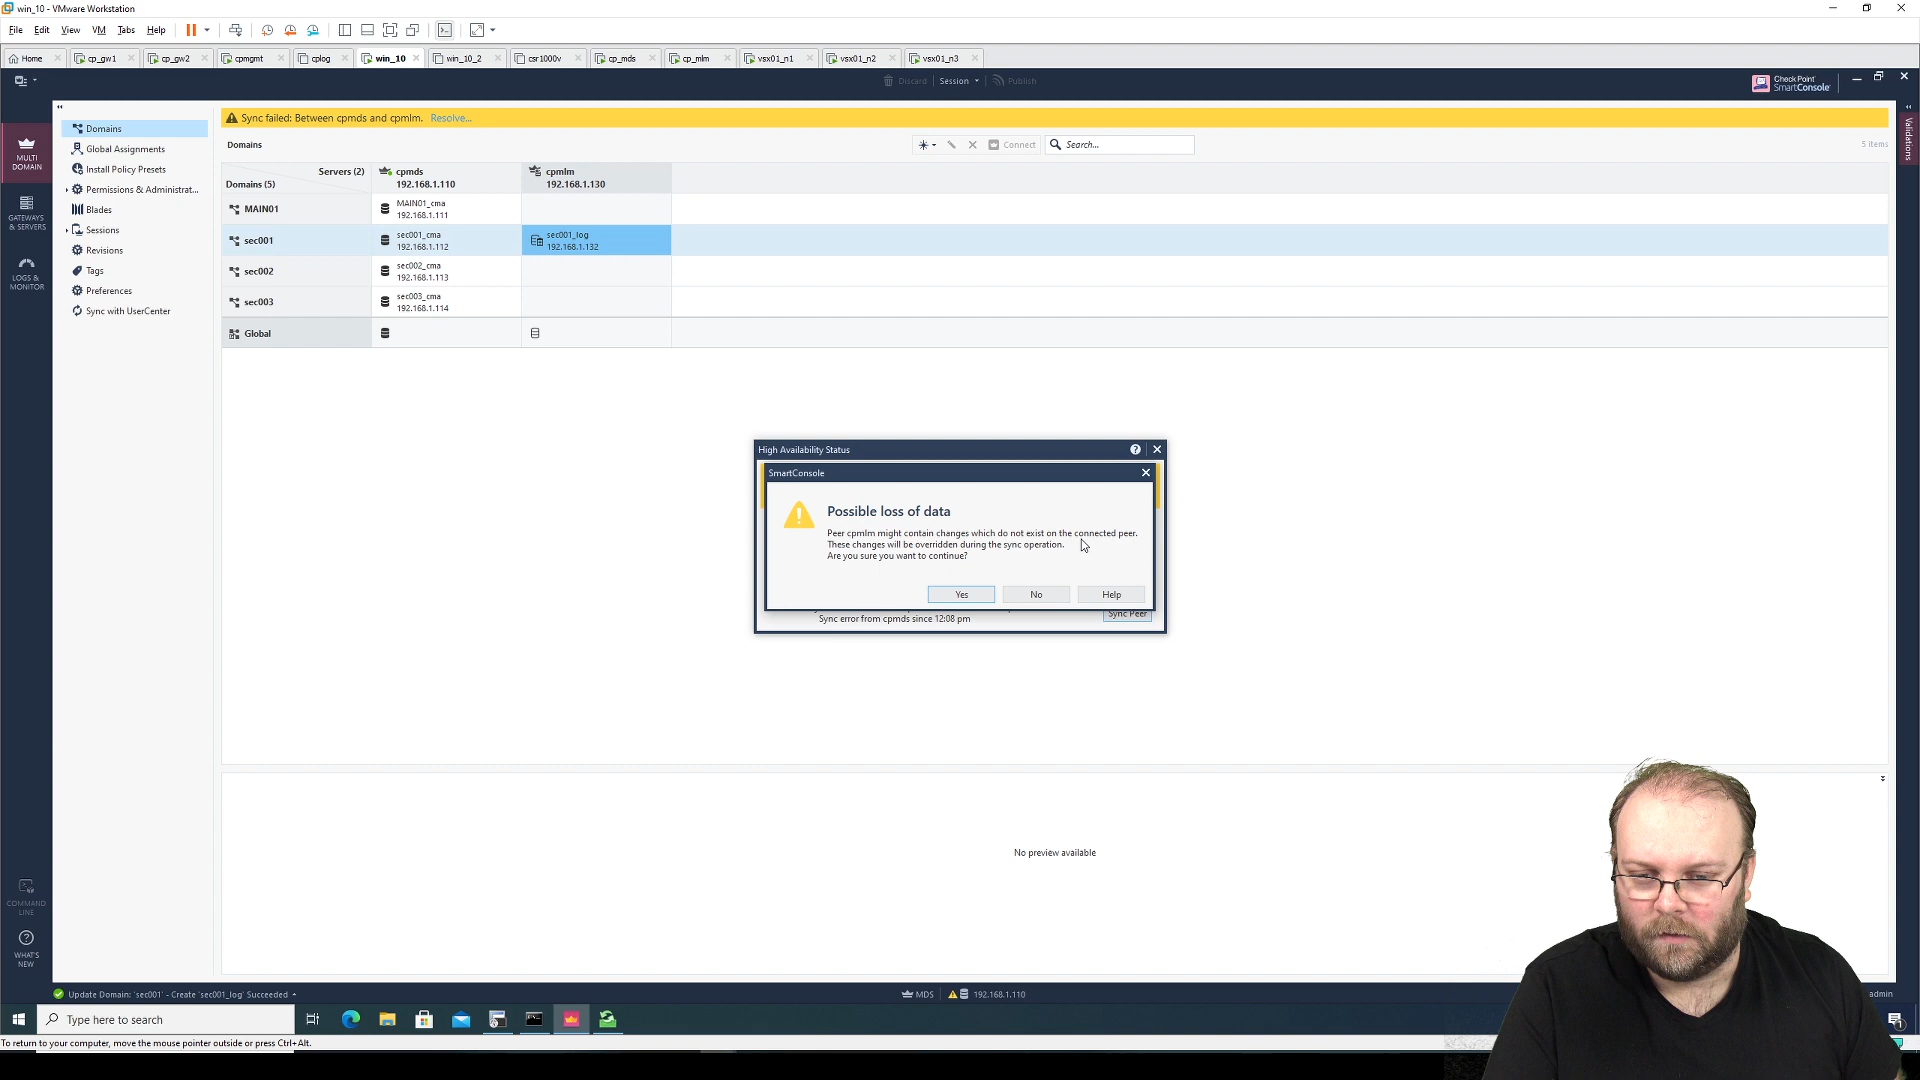 win_10 - VMware Workstation
File Edit View VM Tabs Help
Home cp_gw1 cp_gw2 cpmgmt cplog win_10 win_10_2 csr1000v cp_mds cp_mlm vsx01_n1 vsx01_n2 vsx01_n3
Discard Session Publish
Check Point
SmartConsole
MULTI
DOMAIN
GATEWAYS
& SERVERS
LOGS &
MONITOR
COMMAND
LINE
WHAT'S
NEW
Domains
Global Assignments
Install Policy Presets
Permissions & Administrat...
Blades
Sessions
Revisions
Tags
Preferences
Sync with UserCenter
Sync failed: Between cpmds and cpmlm. Resolve...
Domains
Connect Search...
5 items
Validations
Servers (2)
Domains (5)
cpmds
192.168.1.110
cpmlm
192.168.1.130
MAIN01
MAIN01_cma
192.168.1.111
sec001
sec001_cma
192.168.1.112
sec001_log
192.168.1.132
sec002
sec002_cma
192.168.1.113
sec003
sec003_cma
192.168.1.114
Global
High Availability Status
SmartConsole
Possible loss of data
Peer cpmlm might contain changes which do not exist on the connected peer.
These changes will be overridden during the sync operation.
Are you sure you want to continue?
Yes No Help
Sync error from cpmds since 12:08 pm
Sync Peer
No preview available
Update Domain: 'sec001' - Create 'sec001_log' Succeeded
MDS 192.168.1.110
admin
Type here to search
1
To return to your computer, move the mouse pointer outside or press Ctrl+Alt.